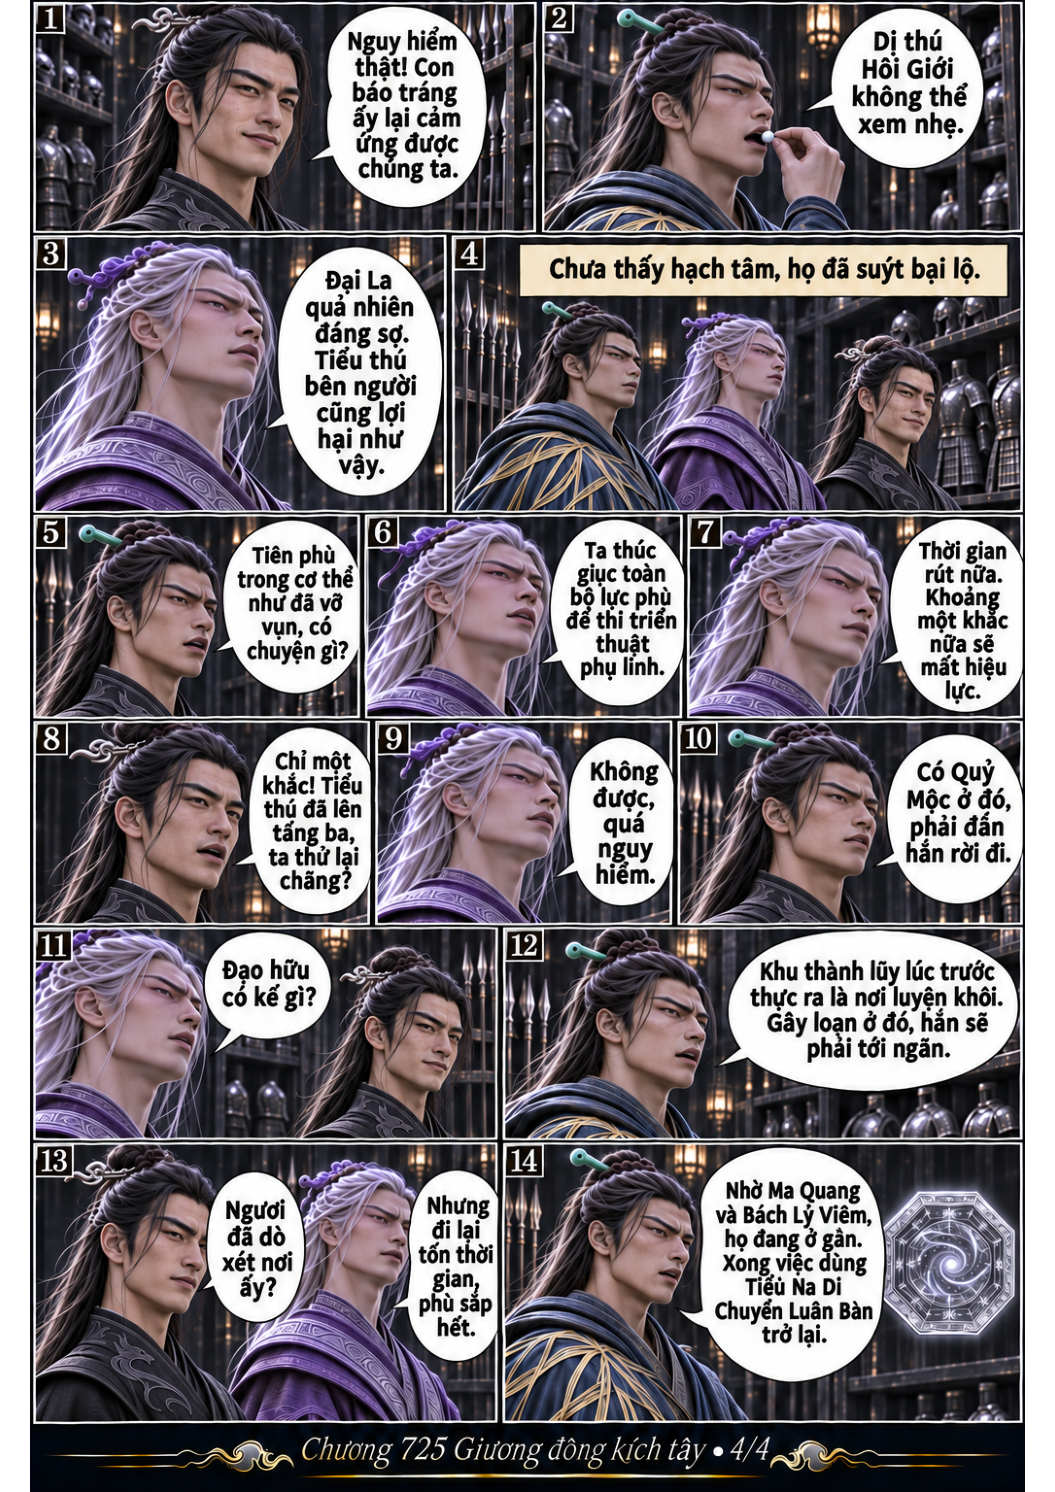 1
Nguy hiểm
thật! Con
báo tráng
ấy lại cảm
ứng được
chúng ta.
2
Dị thú
Hôi Giới
không thể
xem nhẹ.
3
Đại La
quả nhiên
đáng sợ.
Tiểu thú
bên người
cũng lợi
hại như
vậy.
4
Chưa thấy hạch tâm, họ đã suýt bại lộ.
5
Tiên phù
trong cơ thể
như đã vỡ
vụn, có
chuyện gì?
6
Ta thúc
giục toàn
bộ lực phù
để thi triển
thuật
phụ linh.
7
Thời gian
rút nữa.
Khoảng
một khắc
nữa sẽ
mất hiệu
lực.
8
Chỉ một
khắc! Tiểu
thú đã lên
tầng ba,
ta thử lại
chăng?
9
Không
được,
quá
nguy
hiểm.
10
Có Quỷ
Mộc ở đó,
phải dẫn
hắn rời đi.
11
Đạo hữu
có kế gì?
12
Khu thành lũy lúc trước
thực ra là nơi luyện khôi.
Gây loạn ở đó, hắn sẽ
phải tới ngăn.
13
Ngươi
đã dò
xét nơi
ấy?
Nhưng
đi lại
tốn thời
gian,
phù sắp
hết.
14
Nhờ Ma Quang
và Bách Lý Viêm,
họ đang ở gần.
Xong việc dùng
Tiểu Na Di
Chuyển Luân Bàn
trở lại.
Chương 725 Giương đông kích tây • 4/4